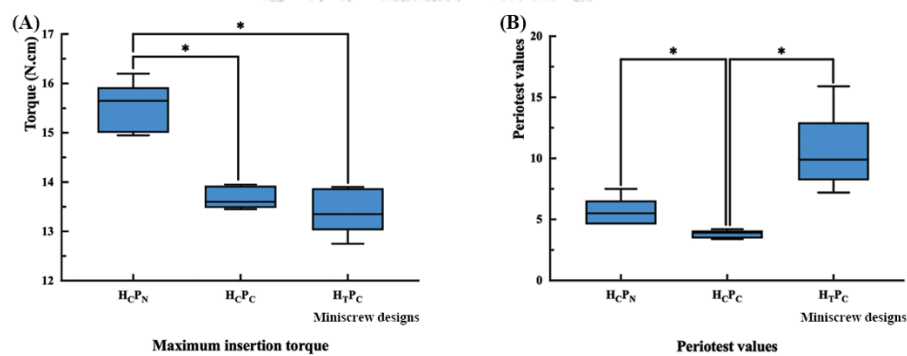 (A)
Torque (N.cm)
17
*
*
16
15
14
13
12
HCPN
HCPC
HTPC
Miniscrew designs
Maximum insertion torque
(B)
Periotest values
20
*
*
15
10
5
0
HCPN
HCPC
HTPC
Miniscrew designs
Periotest values